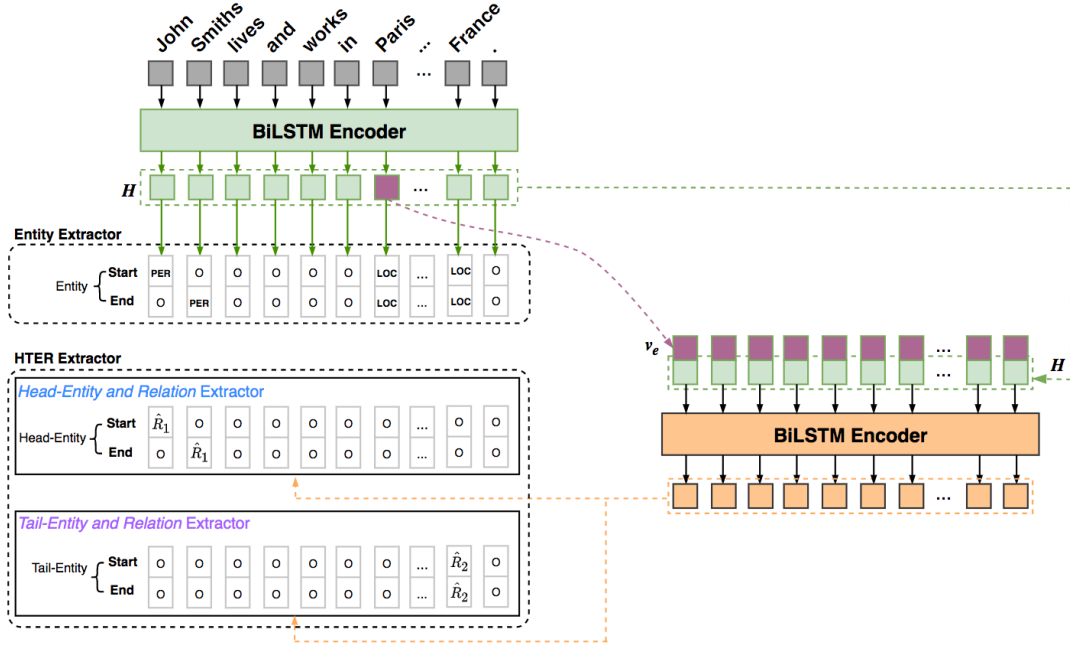 John Smiths lives and works in Paris ... France .
...
BiLSTM Encoder
H ...
Entity Extractor
Entity
Start PER O O O O O LOC ... LOC O
End O PER O O O O LOC ... LOC O
HTER Extractor
Head-Entity and Relation Extractor
Head-Entity
Start R̂₁ O O O O O O ... O O
End O R̂₁ O O O O O ... O O
Tail-Entity and Relation Extractor
Tail-Entity
Start O O O O O O O ... R̂₂ O
End O O O O O O O ... R̂₂ O
vₑ ...
... H
BiLSTM Encoder
...